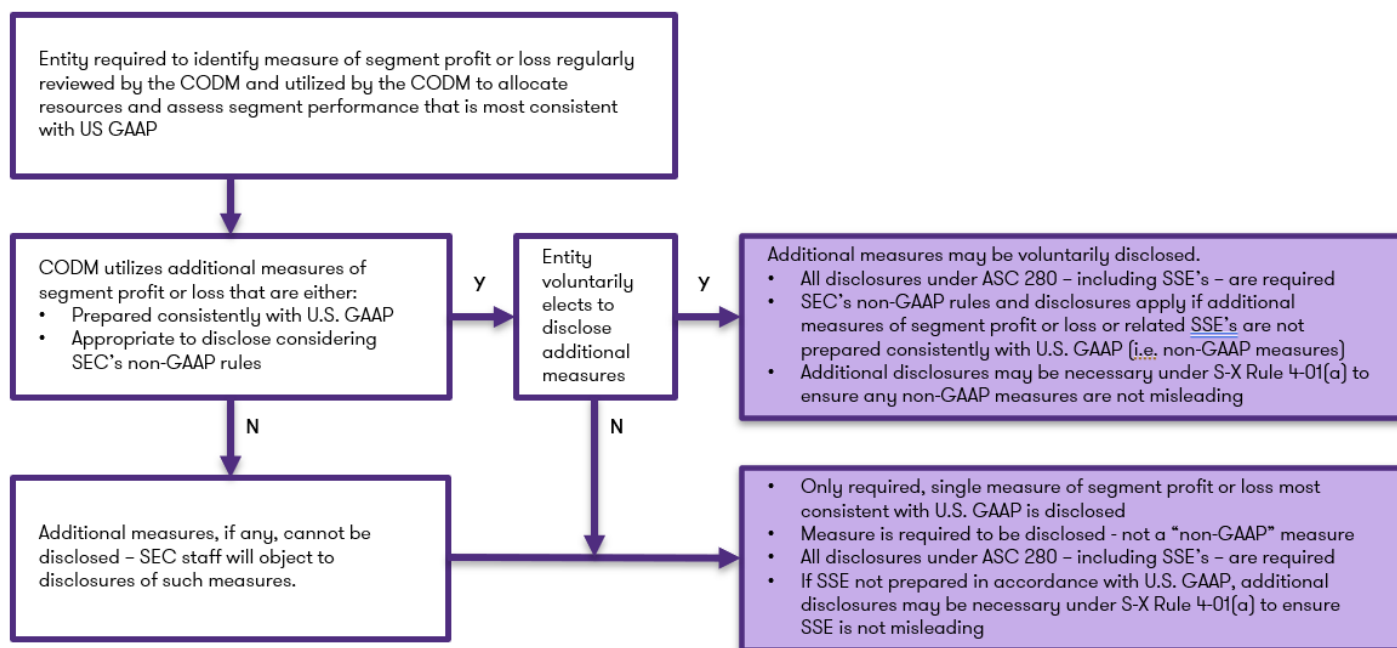 Entity required to identify measure of segment profit or loss regularly
reviewed by the CODM and utilized by the CODM to allocate
resources and assess segment performance that is most consistent
with US GAAP
CODM utilizes additional measures of
segment profit or loss that are either:
• Prepared consistently with U.S. GAAP
• Appropriate to disclose considering
SEC's non-GAAP rules
Y
Entity
voluntarily
elects to
disclose
additional
measures
Y
Additional measures may be voluntarily disclosed.
• All disclosures under ASC 280 – including SSE's – are required
• SEC's non-GAAP rules and disclosures apply if additional
measures of segment profit or loss or related SSE's are not
prepared consistently with U.S. GAAP (i.e. non-GAAP measures)
• Additional disclosures may be necessary under S-X Rule 4-01(a) to
ensure any non-GAAP measures are not misleading
N
N
Additional measures, if any, cannot be
disclosed – SEC staff will object to
disclosures of such measures.
• Only required, single measure of segment profit or loss most
consistent with U.S. GAAP is disclosed
• Measure is required to be disclosed - not a “non-GAAP” measure
• All disclosures under ASC 280 – including SSE's – are required
• If SSE not prepared in accordance with U.S. GAAP, additional
disclosures may be necessary under S-X Rule 4-01(a) to ensure
SSE is not misleading